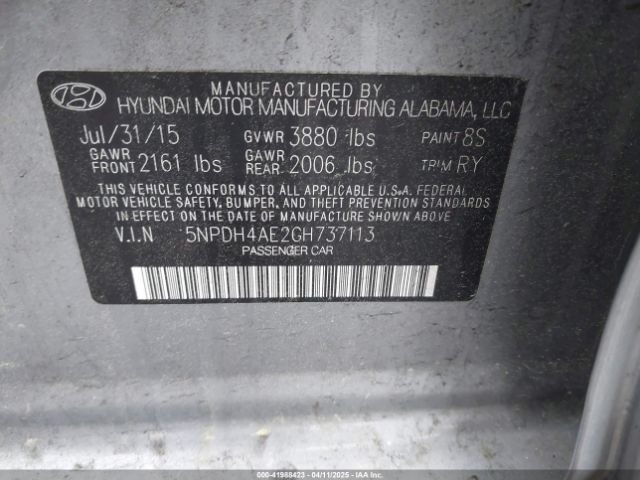 MANUFACTURED BY
HYUNDAI MOTOR MANUFACTURING ALABAMA, LLC
Jul/31/15 GVWR 3880 lbs PAINT 8S
GAWR FRONT 2161 lbs GAWR REAR 2006 lbs TRIM RY
THIS VEHICLE CONFORMS TO ALL APPLICABLE U.S.A. FEDERAL
MOTOR VEHICLE SAFETY, BUMPER, AND THEFT PREVENTION STANDARDS
IN EFFECT ON THE DATE OF MANUFACTURE SHOWN ABOVE
V.I.N 5NPDH4AE2GH737113
PASSENGER CAR
000-41988423 04/11/2025 IAA, INC.